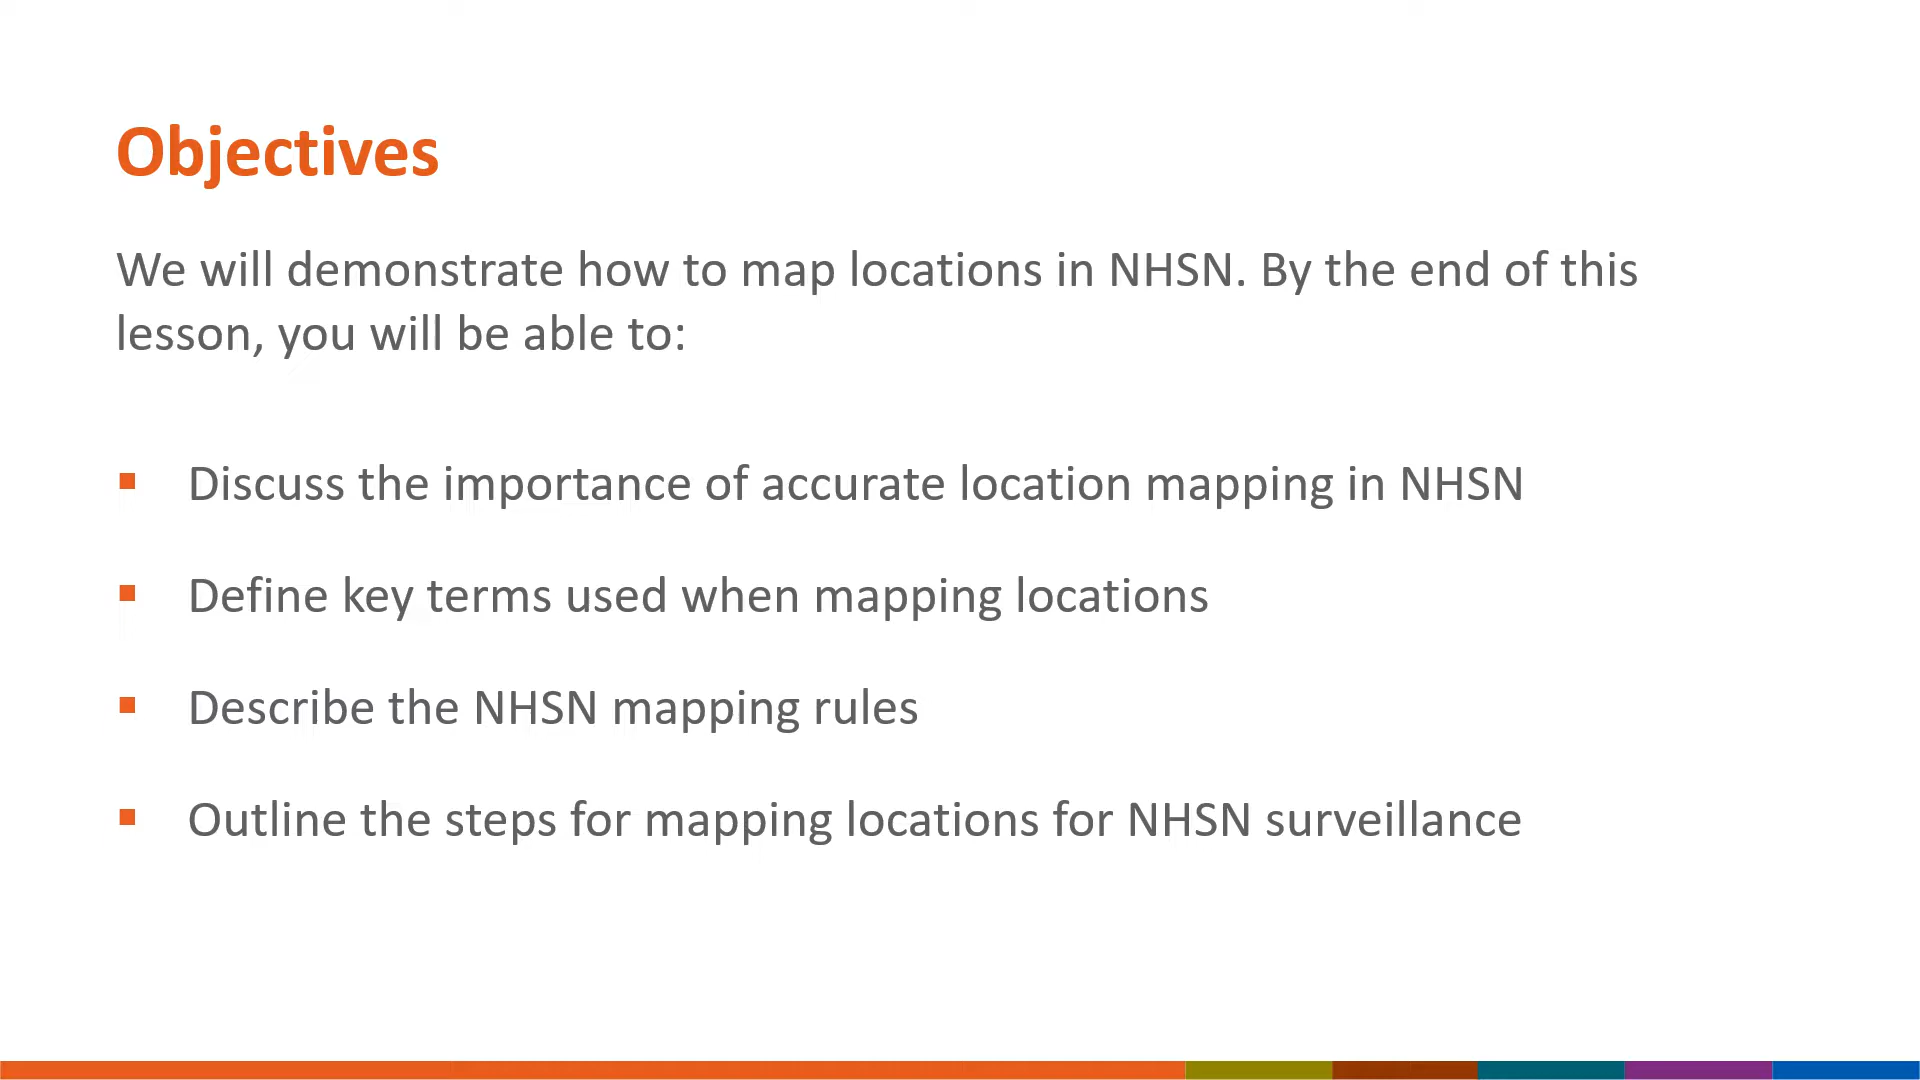 Objectives
We will demonstrate how to map locations in NHSN. By the end of this
lesson, you will be able to:
▪ Discuss the importance of accurate location mapping in NHSN
▪ Define key terms used when mapping locations
▪ Describe the NHSN mapping rules
▪ Outline the steps for mapping locations for NHSN surveillance